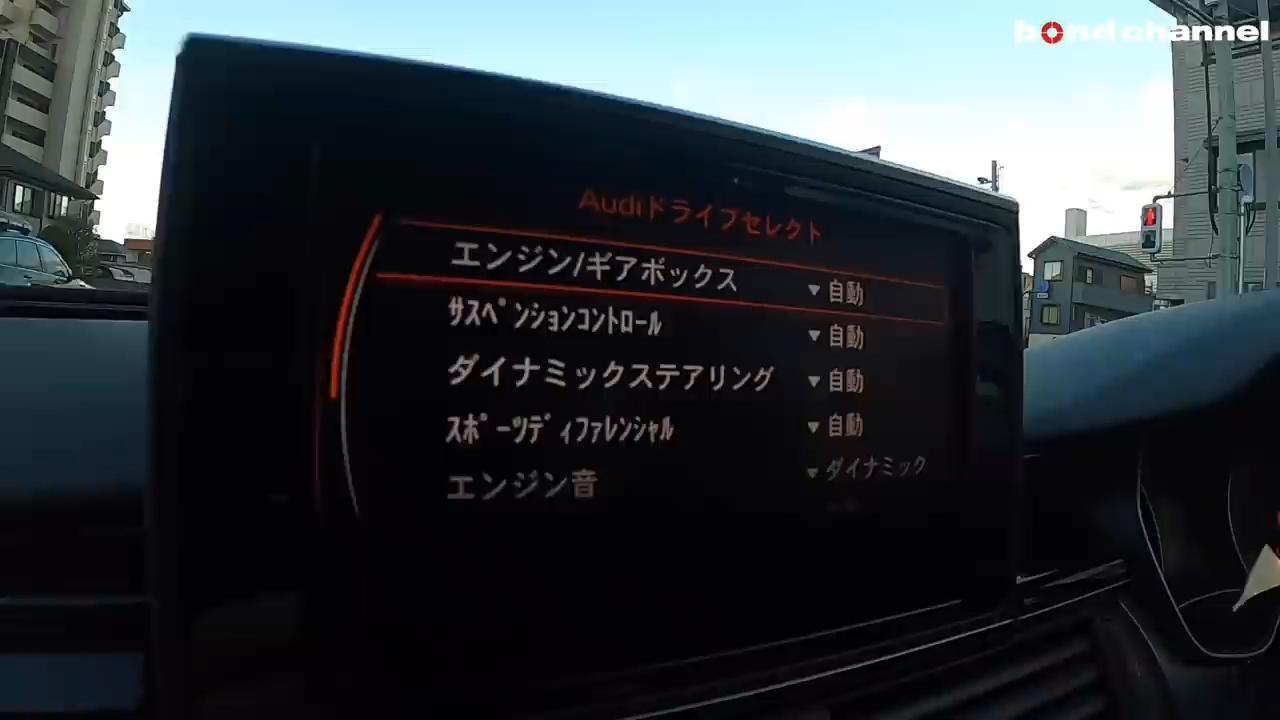 bond channel
Audiドライブセレクト
エンジン/ギアボックス ▼ 自動
ｻｽﾍﾟﾝｼｮﾝｺﾝﾄﾛｰﾙ ▼ 自動
ダイナミックステアリング ▼ 自動
ｽﾎﾟｰﾂﾃﾞｨﾌｧﾚﾝｼｬﾙ ▼ 自動
エンジン音 ▼ ダイナミック